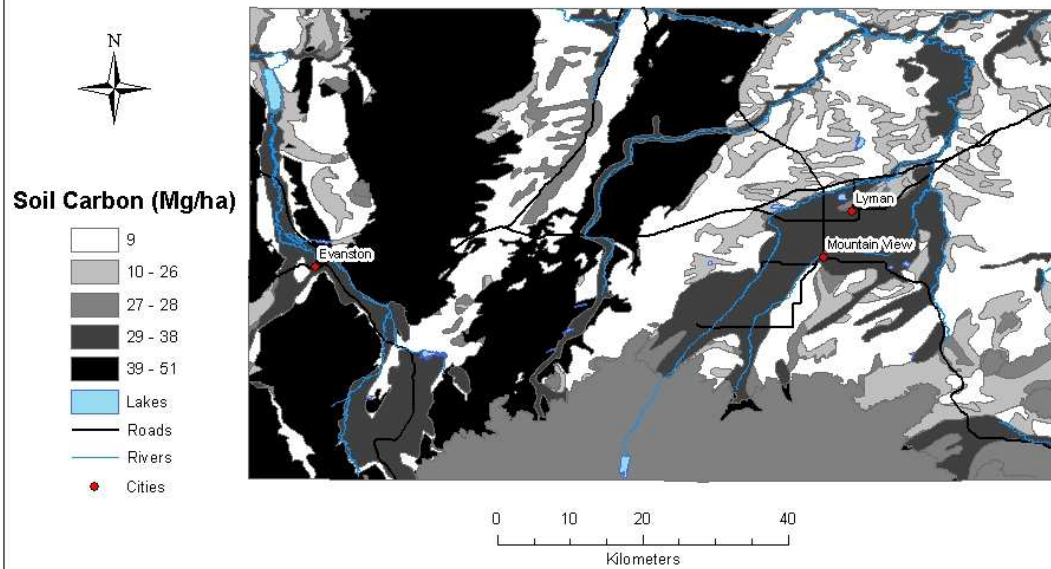 N
Soil Carbon (Mg/ha)
9
10 - 26
27 - 28
29 - 38
39 - 51
Lakes
Roads
Rivers
Cities
Evanston
Lyman
Mountain View
0 10 20 40
Kilometers